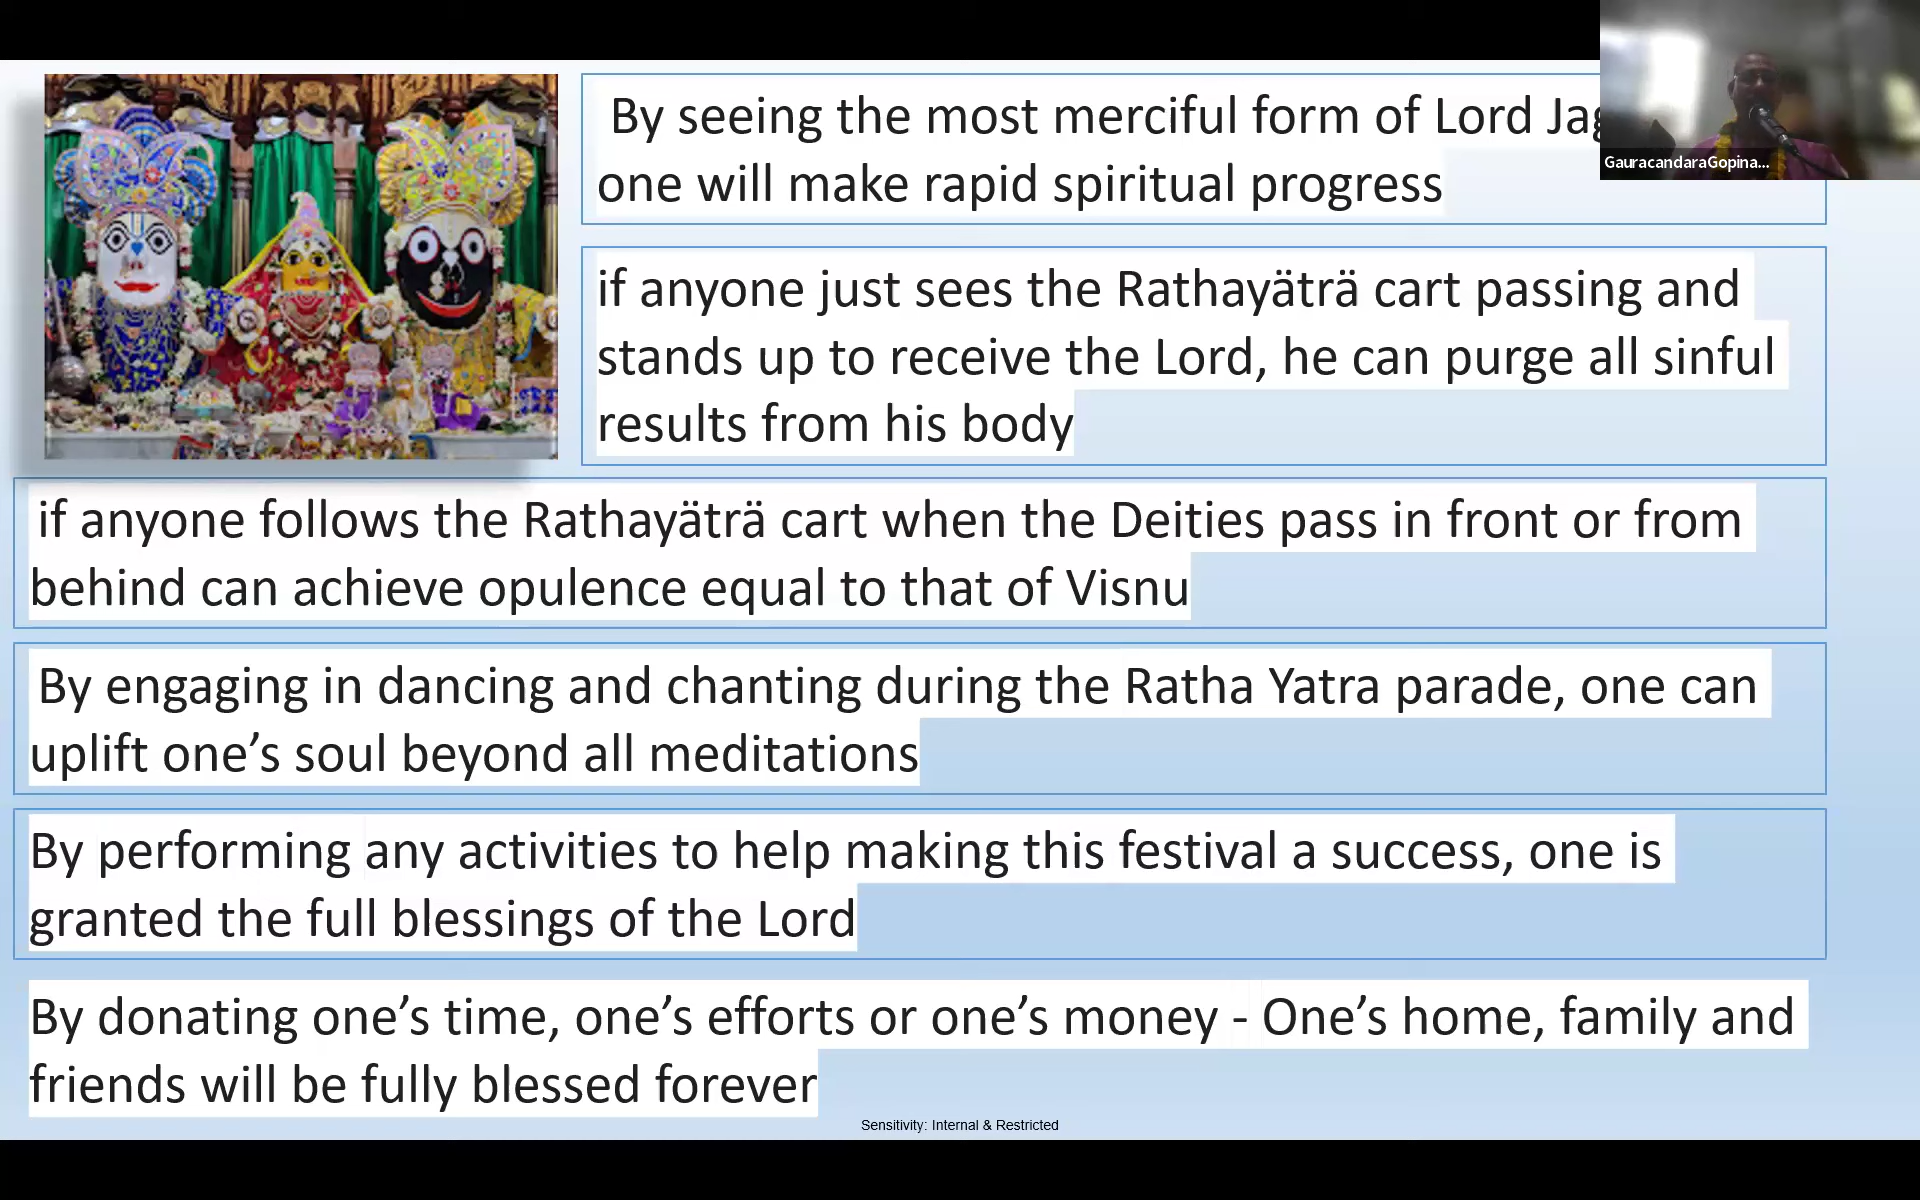 By seeing the most merciful form of Lord
one will make rapid spiritual progress
GauracandaraGopina...
if anyone just sees the Rathayäträ cart passing and
stands up to receive the Lord, he can purge all sinful
results from his body
if anyone follows the Rathayäträ cart when the Deities pass in front or from
behind can achieve opulence equal to that of Visnu
By engaging in dancing and chanting during the Ratha Yatra parade, one can
uplift one’s soul beyond all meditations
By performing any activities to help making this festival a success, one is
granted the full blessings of the Lord
By donating one’s time, one’s efforts or one’s money - One’s home, family and
friends will be fully blessed forever
Sensitivity: Internal & Restricted